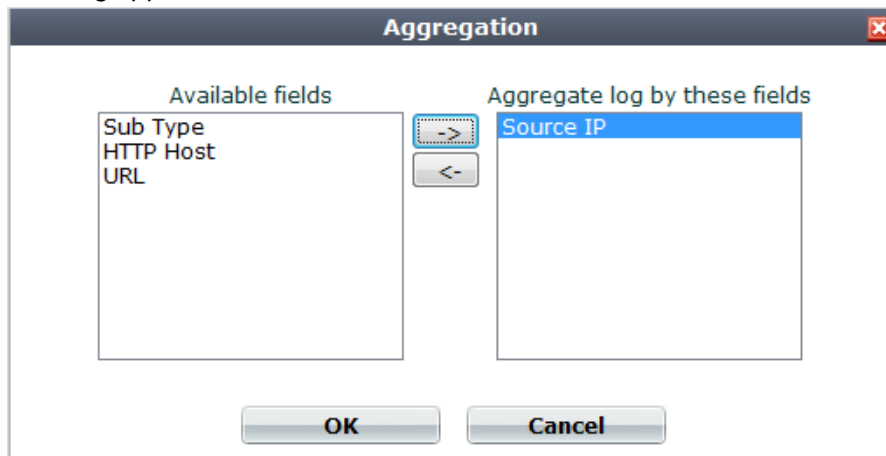 Aggregation
Available fields
Aggregate log by these fields
Sub Type
HTTP Host
URL
->
<-
Source IP
OK
Cancel